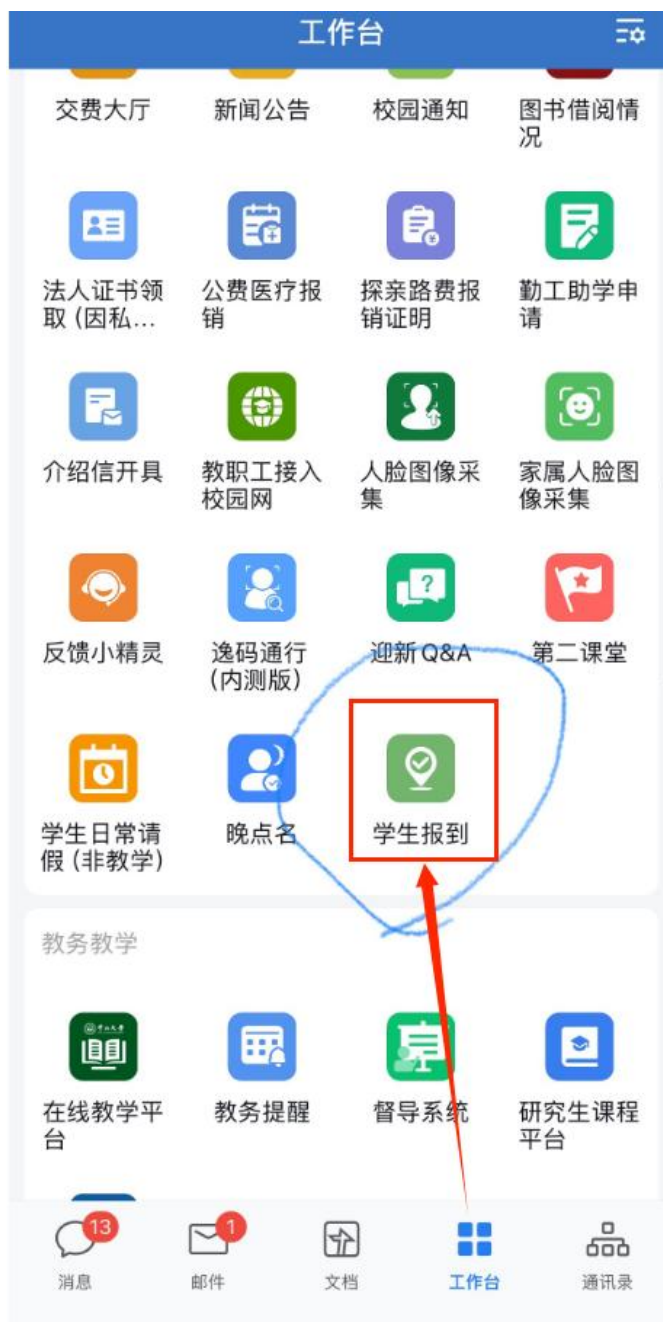 工作台
交费大厅 新闻公告 校园通知 图书借阅情
况
法人证书领 公费医疗报 探亲路费报 勤工助学申
取(因私... 销 销证明 请
介绍信开具 教职工接入 人脸图像采 家属人脸图
校园网 集 像采集
反馈小精灵 逸码通行 迎新Q&A 第二课堂
(内测版)
学生日常请 晚点名 学生报到
假(非教学)
教务教学
中山大学
在线教学平 教务提醒 督导系统 研究生课程
台 平台
13 1
消息 邮件 文档 工作台 通讯录